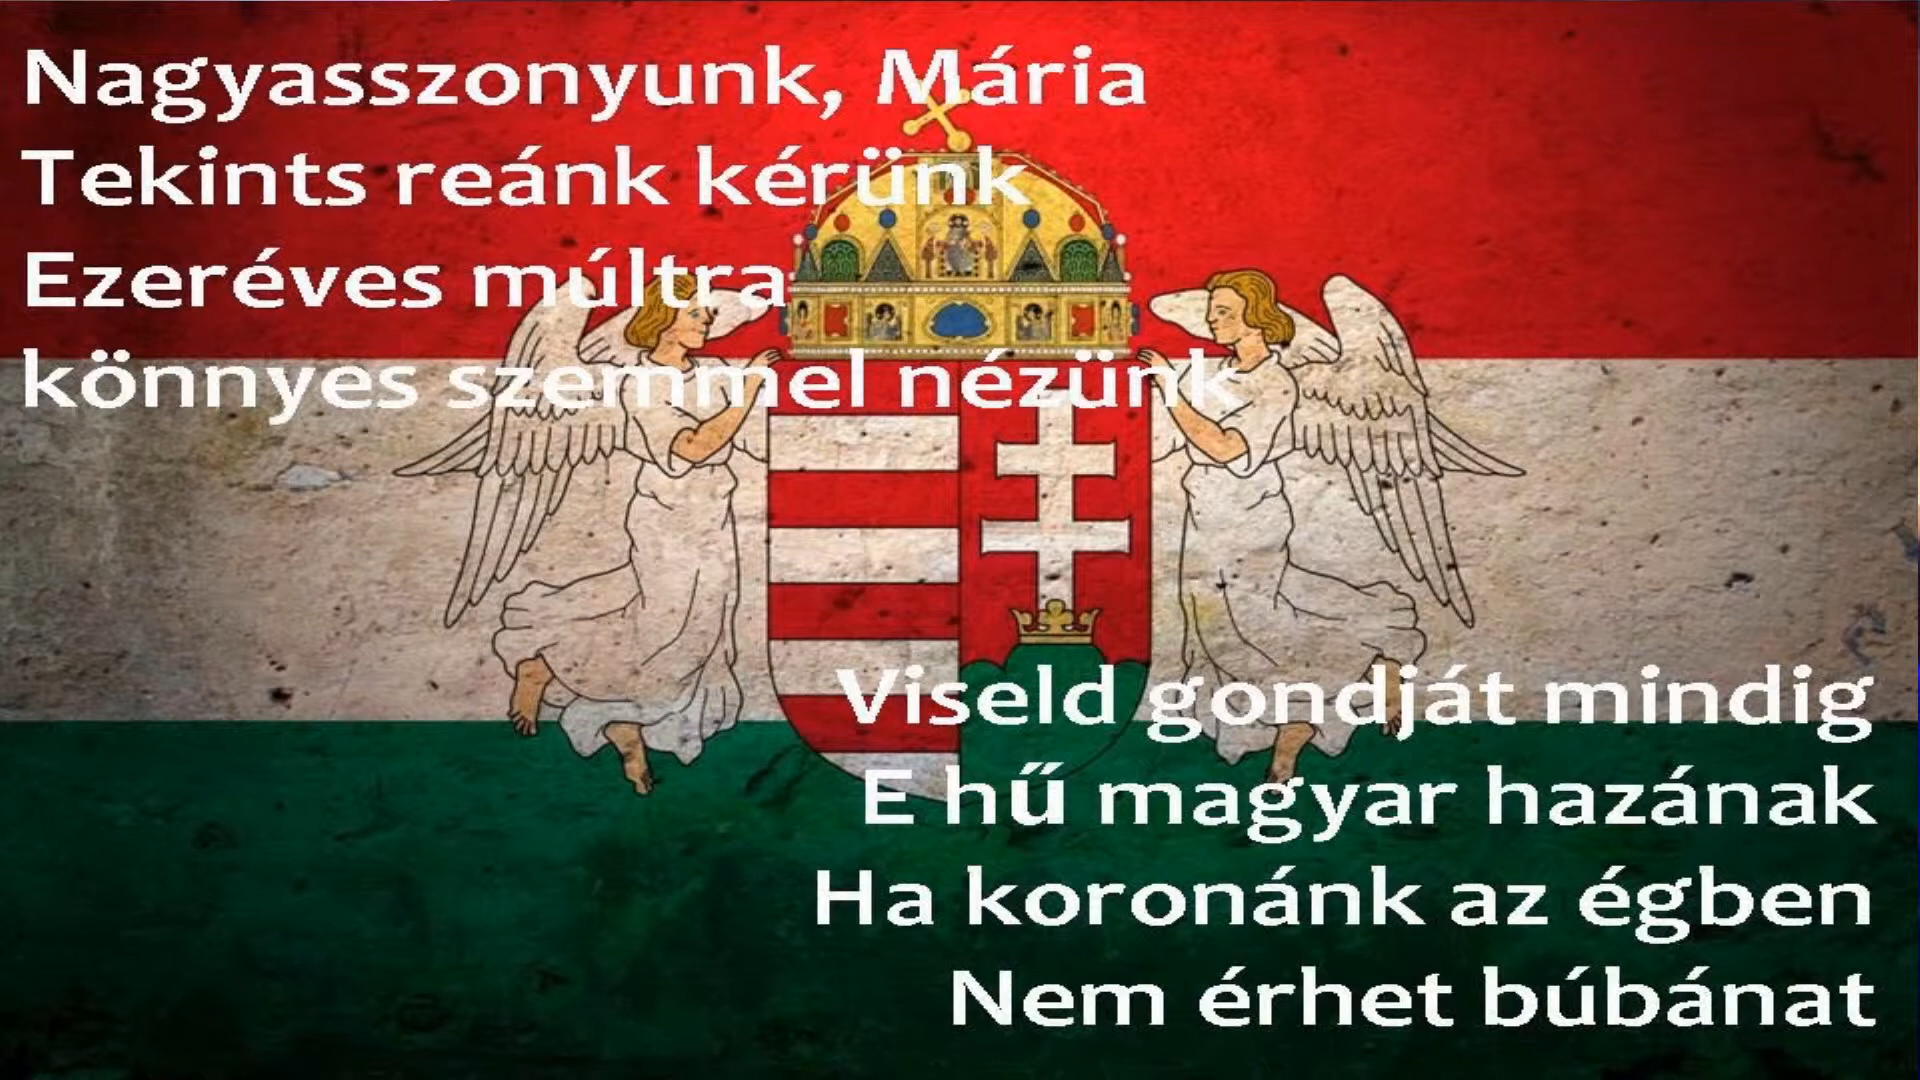 Nagyasszonyunk, Mária
Tekints reánk kérünk
Ezeréves múltra
könnyes szemmel nézünk
Viseld gondját mindig
E hű magyar hazának
Ha koronánk az égben
Nem érhet búbánat